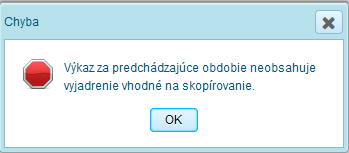 Chyba
Výkaz za predchádzajúce obdobie neobsahuje
vyjadrenie vhodné na skopírovanie.
OK